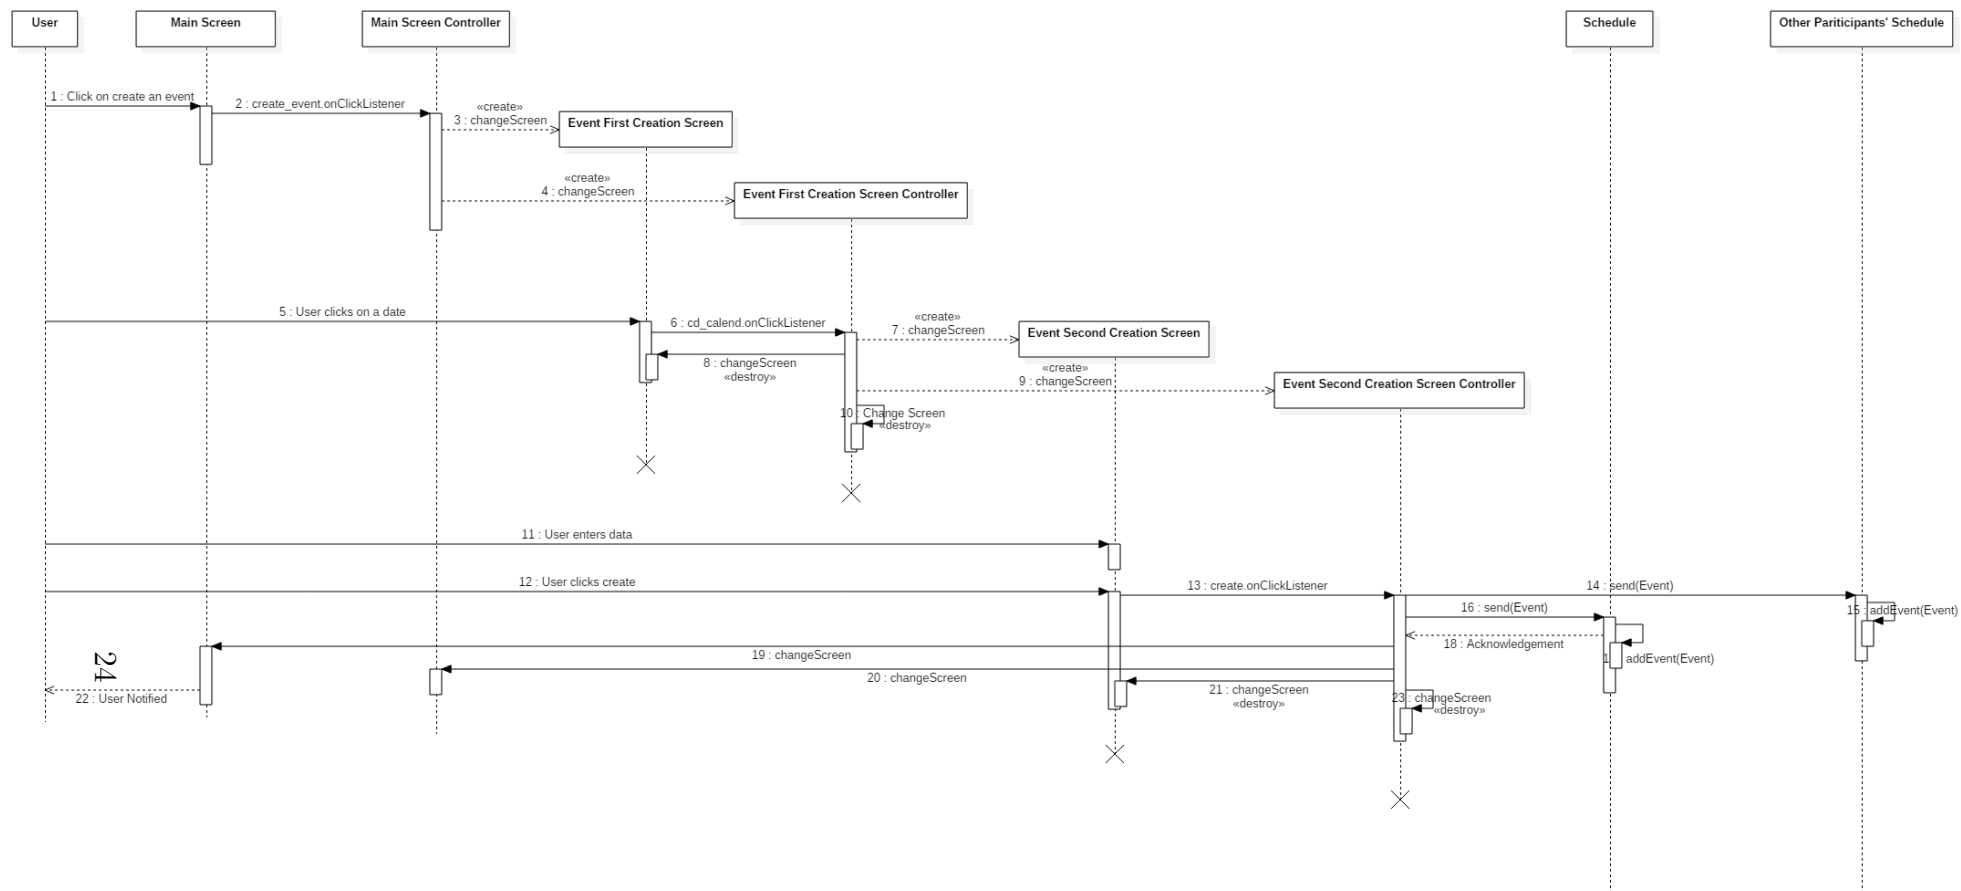 User
Main Screen
Main Screen Controller
Schedule
Other Pariticipants' Schedule
1 : Click on create an event
2 : create_event.onClickListener
«create»
3 : changeScreen
Event First Creation Screen
«create»
4 : changeScreen
Event First Creation Screen Controller
5 : User clicks on a date
6 : cd_calend.onClickListener
«create»
7 : changeScreen
Event Second Creation Screen
8 : changeScreen
«destroy»
«create»
9 : changeScreen
Event Second Creation Screen Controller
10 : Change Screen
«destroy»
11 : User enters data
12 : User clicks create
13 : create.onClickListener
14 : send(Event)
15 : addEvent(Event)
16 : send(Event)
18 : Acknowledgement
addEvent(Event)
19 : changeScreen
20 : changeScreen
21 : changeScreen
«destroy»
22 : User Notified
23 : changeScreen
«destroy»
24